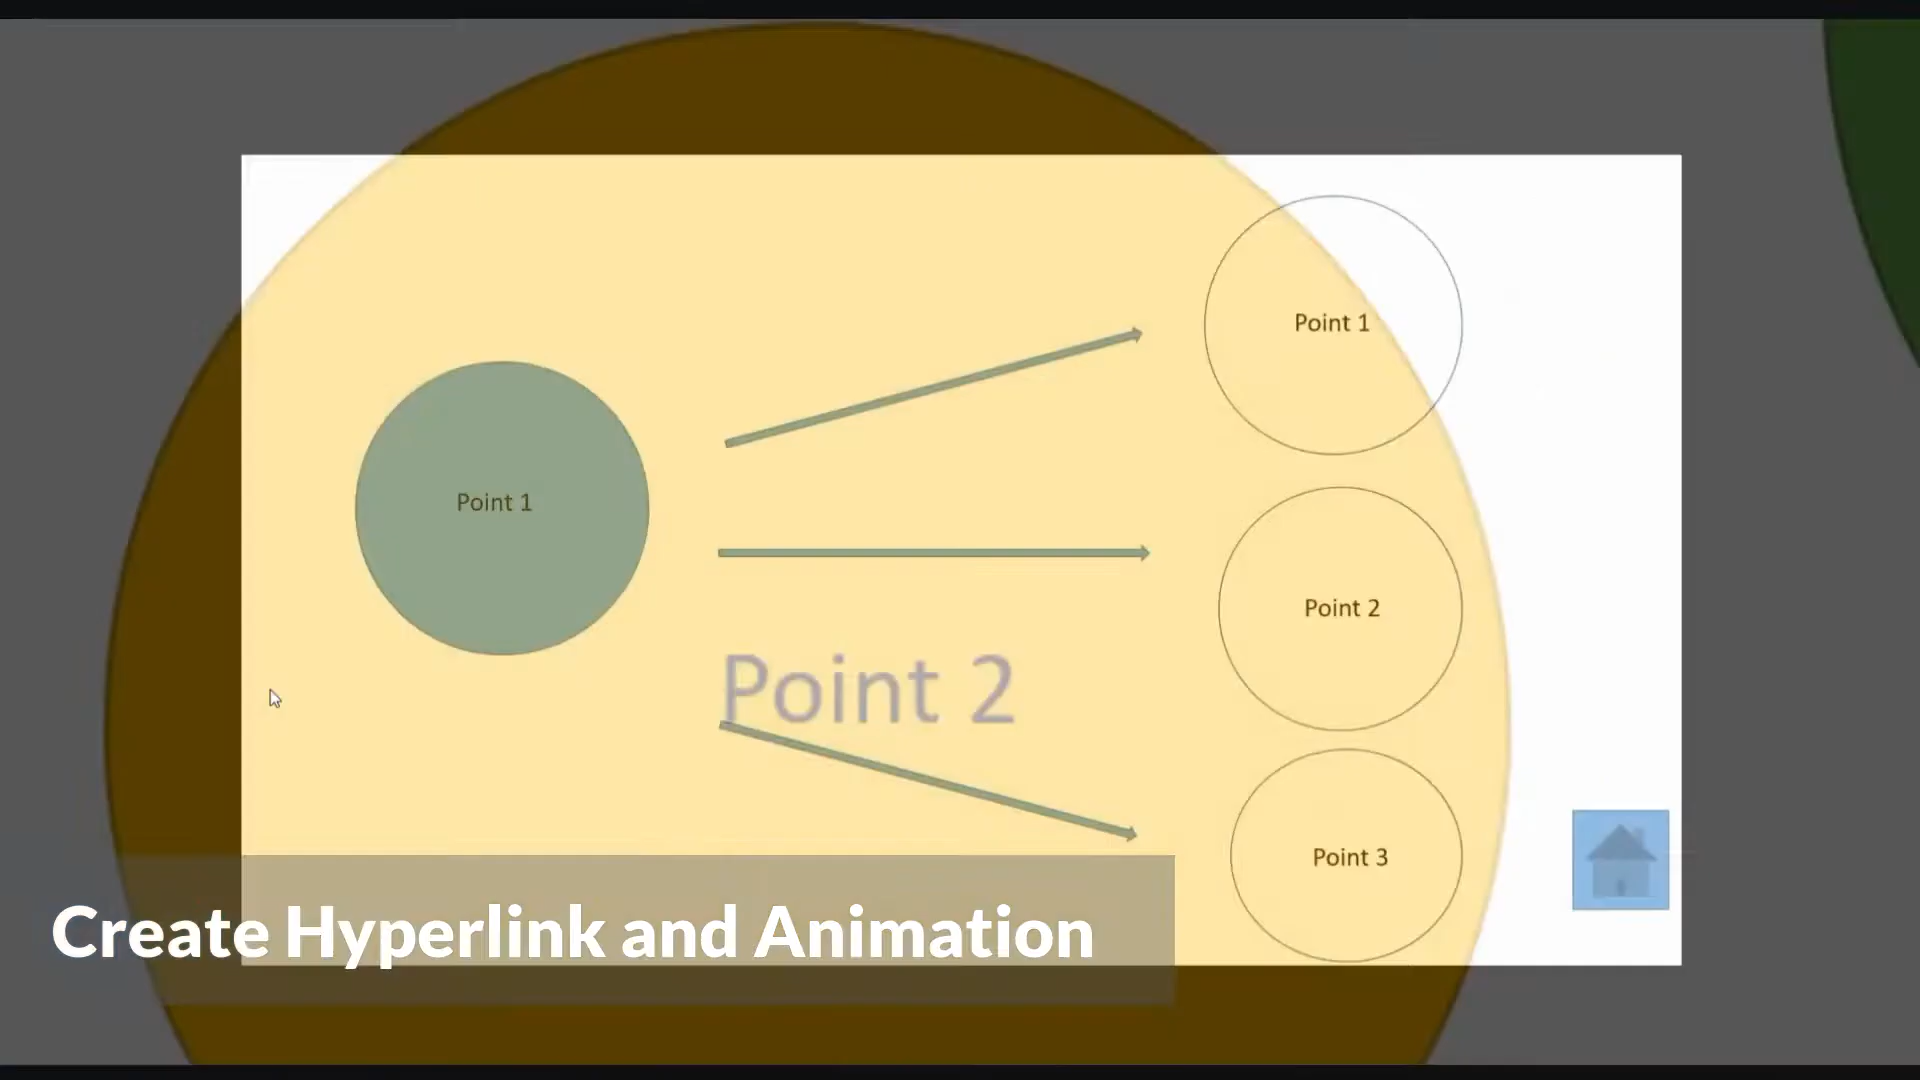 Point 1
Point 1
Point 2
Point 2
Point 3
Create Hyperlink and Animation